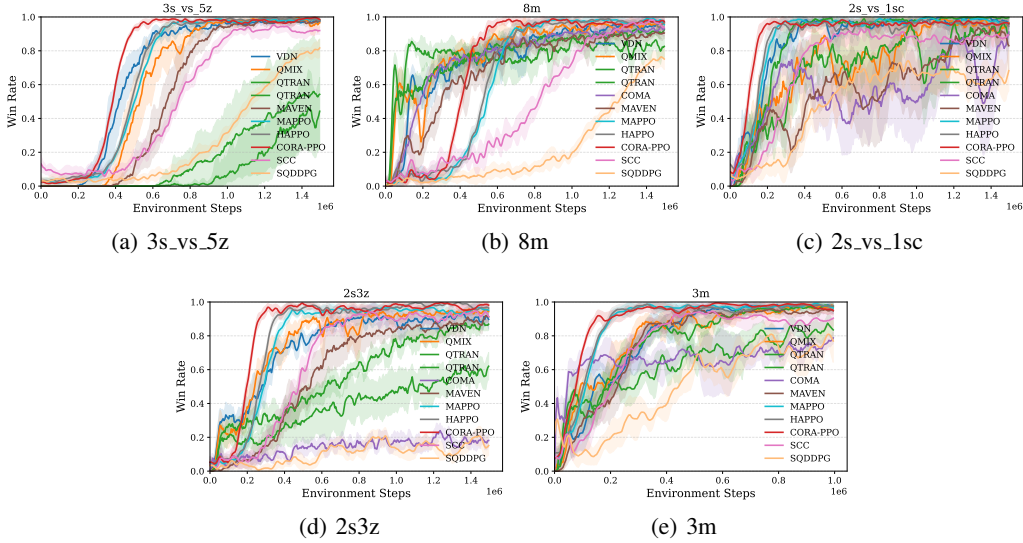 3s_vs_5z
Win Rate
1.0
0.8
0.6
0.4
0.2
0.0
VDN
QMIX
QTRAN
QTRAN
MAVEN
MAPPO
HAPPO
CORA-PPO
SCC
SQDDPG
0.0 0.2 0.4 0.6 0.8 1.0 1.2 1.4
1e6
Environment Steps
(a) 3s_vs_5z
8m
Win Rate
1.0
0.8
0.6
0.4
0.2
0.0
VDN
QMIX
QTRAN
QTRAN
COMA
MAVEN
MAPPO
HAPPO
CORA-PPO
SCC
SQDDPG
0.0 0.2 0.4 0.6 0.8 1.0 1.2 1.4
1e6
Environment Steps
(b) 8m
2s_vs_1sc
Win Rate
1.0
0.8
0.6
0.4
0.2
0.0
VDN
QMIX
QTRAN
QTRAN
COMA
MAVEN
MAPPO
HAPPO
CORA-PPO
SCC
SQDDPG
0.0 0.2 0.4 0.6 0.8 1.0 1.2 1.4
1e6
Environment Steps
(c) 2s_vs_1sc
2s3z
Win Rate
1.0
0.8
0.6
0.4
0.2
0.0
VDN
QMIX
QTRAN
QTRAN
COMA
MAVEN
MAPPO
HAPPO
CORA-PPO
SCC
SQDDPG
0.0 0.2 0.4 0.6 0.8 1.0 1.2 1.4
1e6
Environment Steps
(d) 2s3z
3m
Win Rate
1.0
0.8
0.6
0.4
0.2
0.0
VDN
QMIX
QTRAN
QTRAN
COMA
MAVEN
MAPPO
HAPPO
CORA-PPO
SCC
SQDDPG
0.0 0.2 0.4 0.6 0.8 1.0
1e6
Environment Steps
(e) 3m